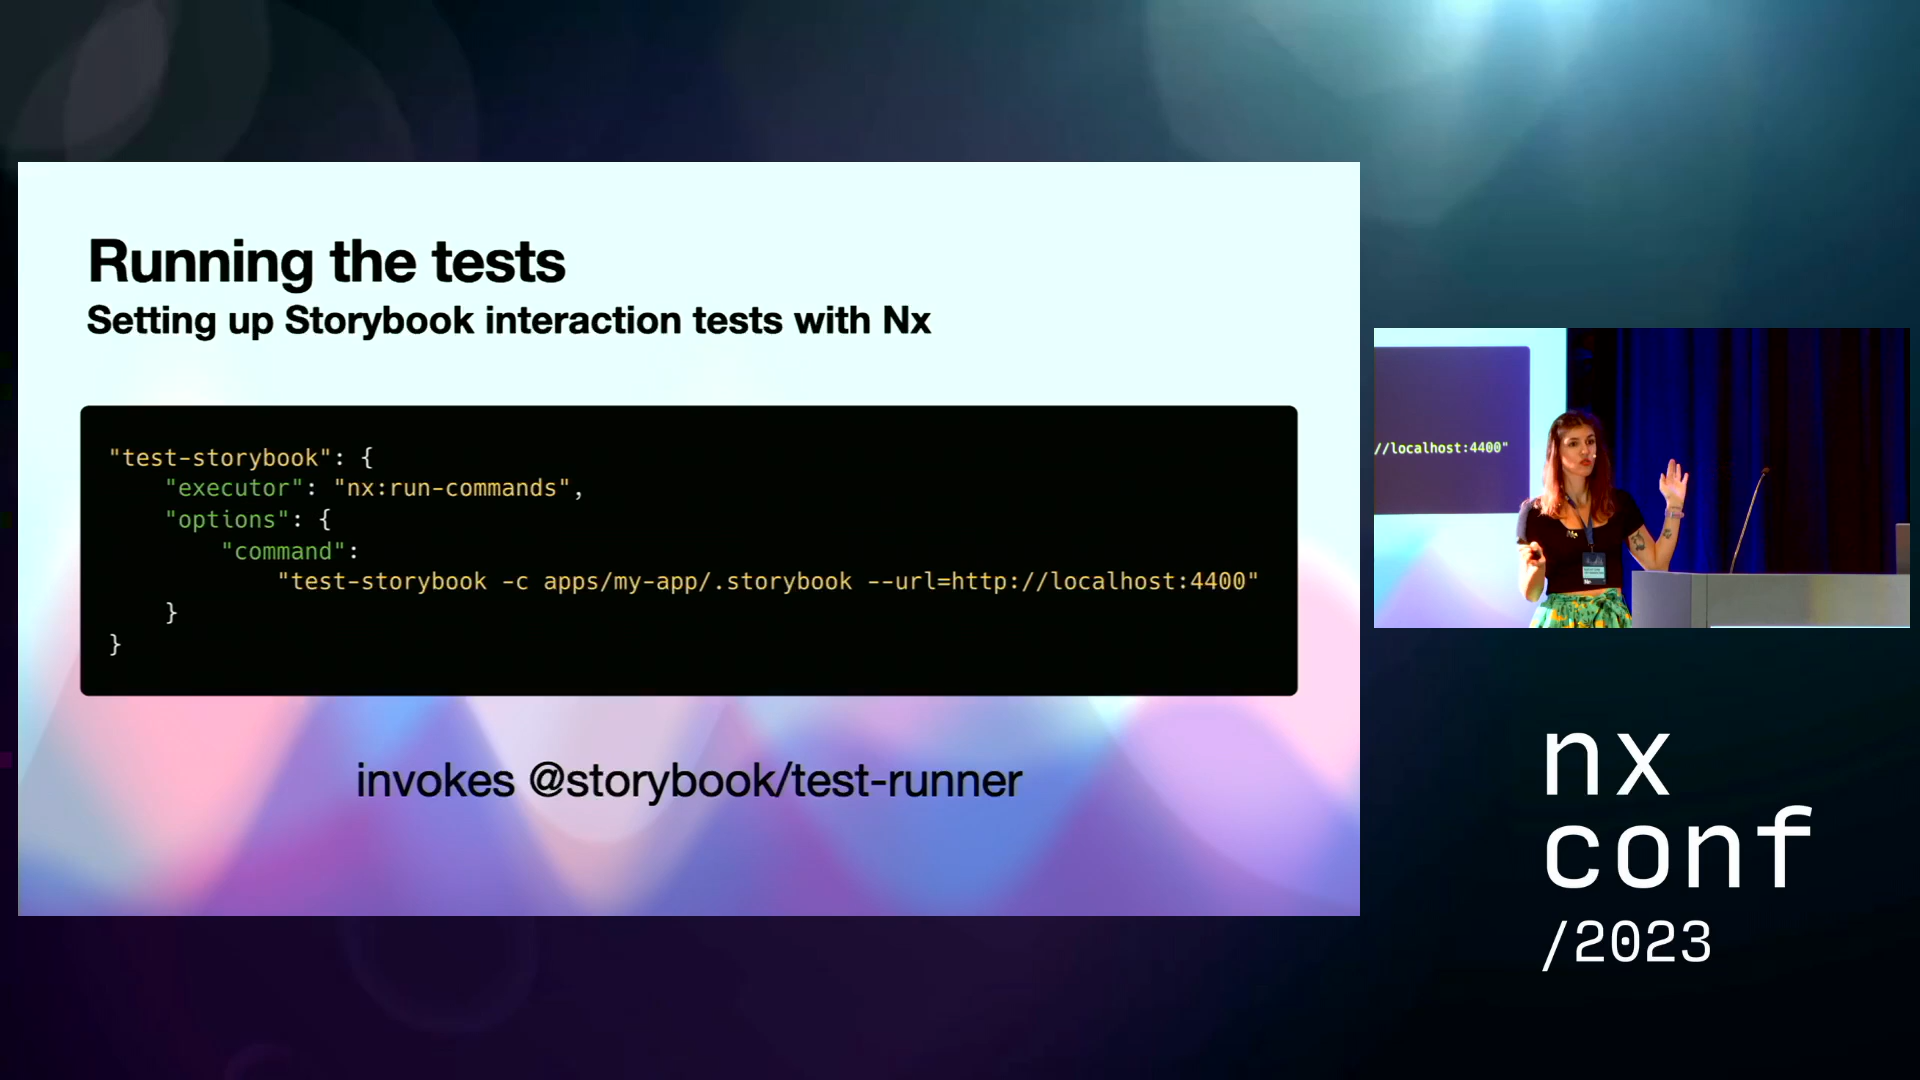 Running the tests
Setting up Storybook interaction tests with Nx
"test-storybook": {
"executor": "nx:run-commands",
"options": {
"command":
"test-storybook -c apps/my-app/.storybook --url=http://localhost:4400"
}
}
invokes @storybook/test-runner
//localhost:4400"
nx
conf
/2023